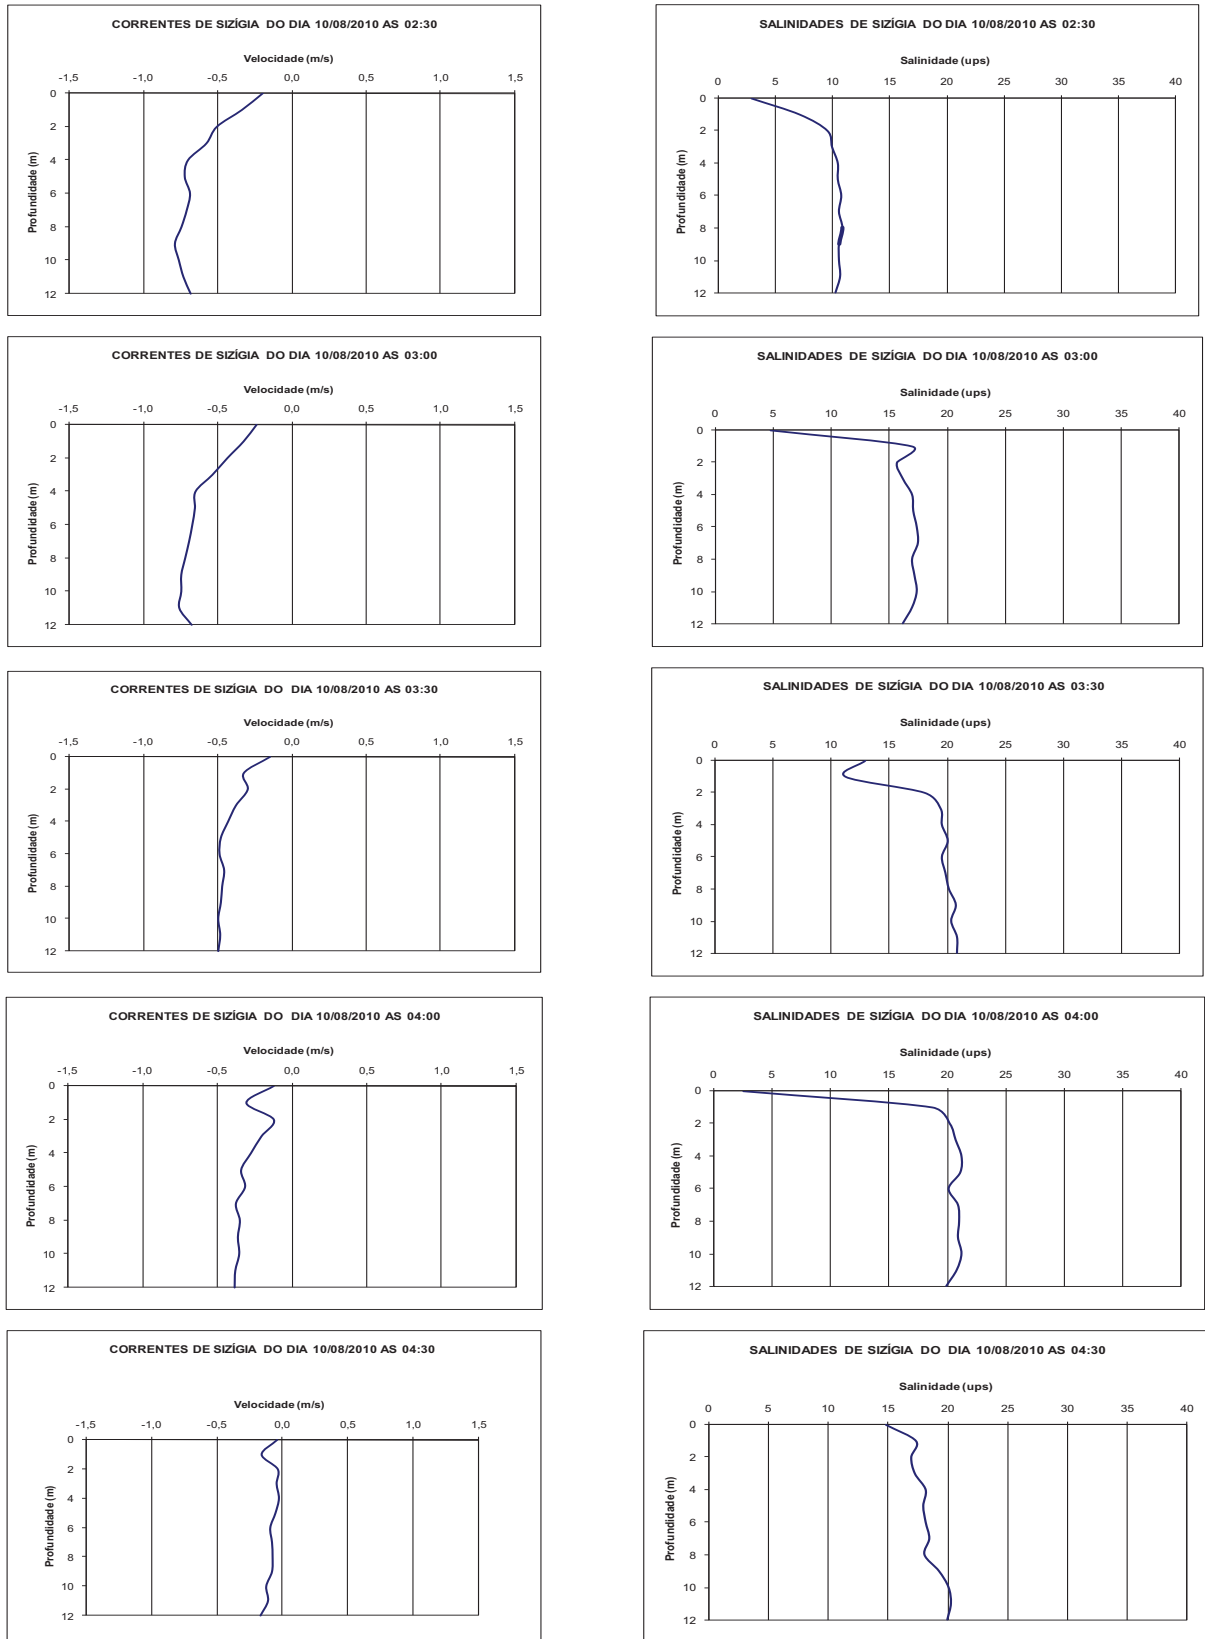 CORRENTES DE SIZÍGIA DO DIA 10/08/2010 AS 02:30
Velocidade (m/s)
-1,5 -1,0 -0,5 0,0 0,5 1,0 1,5
0
2
4
6
8
10
12
Profundidade (m)
SALINIDADES DE SIZÍGIA DO DIA 10/08/2010 AS 02:30
Salinidade (ups)
0 5 10 15 20 25 30 35 40
0
2
4
6
8
10
12
Profundidade (m)
CORRENTES DE SIZÍGIA DO DIA 10/08/2010 AS 03:00
Velocidade (m/s)
-1,5 -1,0 -0,5 0,0 0,5 1,0 1,5
0
2
4
6
8
10
12
Profundidade (m)
SALINIDADES DE SIZÍGIA DO DIA 10/08/2010 AS 03:00
Salinidade (ups)
0 5 10 15 20 25 30 35 40
0
2
4
6
8
10
12
Profundidade (m)
CORRENTES DE SIZÍGIA DO DIA 10/08/2010 AS 03:30
Velocidade (m/s)
-1,5 -1,0 -0,5 0,0 0,5 1,0 1,5
0
2
4
6
8
10
12
Profundidade (m)
SALINIDADES DE SIZÍGIA DO DIA 10/08/2010 AS 03:30
Salinidade (ups)
0 5 10 15 20 25 30 35 40
0
2
4
6
8
10
12
Profundidade (m)
CORRENTES DE SIZÍGIA DO DIA 10/08/2010 AS 04:00
Velocidade (m/s)
-1,5 -1,0 -0,5 0,0 0,5 1,0 1,5
0
2
4
6
8
10
12
Profundidade (m)
SALINIDADES DE SIZÍGIA DO DIA 10/08/2010 AS 04:00
Salinidade (ups)
0 5 10 15 20 25 30 35 40
0
2
4
6
8
10
12
Profundidade (m)
CORRENTES DE SIZÍGIA DO DIA 10/08/2010 AS 04:30
Velocidade (m/s)
-1,5 -1,0 -0,5 0,0 0,5 1,0 1,5
0
2
4
6
8
10
12
Profundidade (m)
SALINIDADES DE SIZÍGIA DO DIA 10/08/2010 AS 04:30
Salinidade (ups)
0 5 10 15 20 25 30 35 40
0
2
4
6
8
10
12
Profundidade (m)